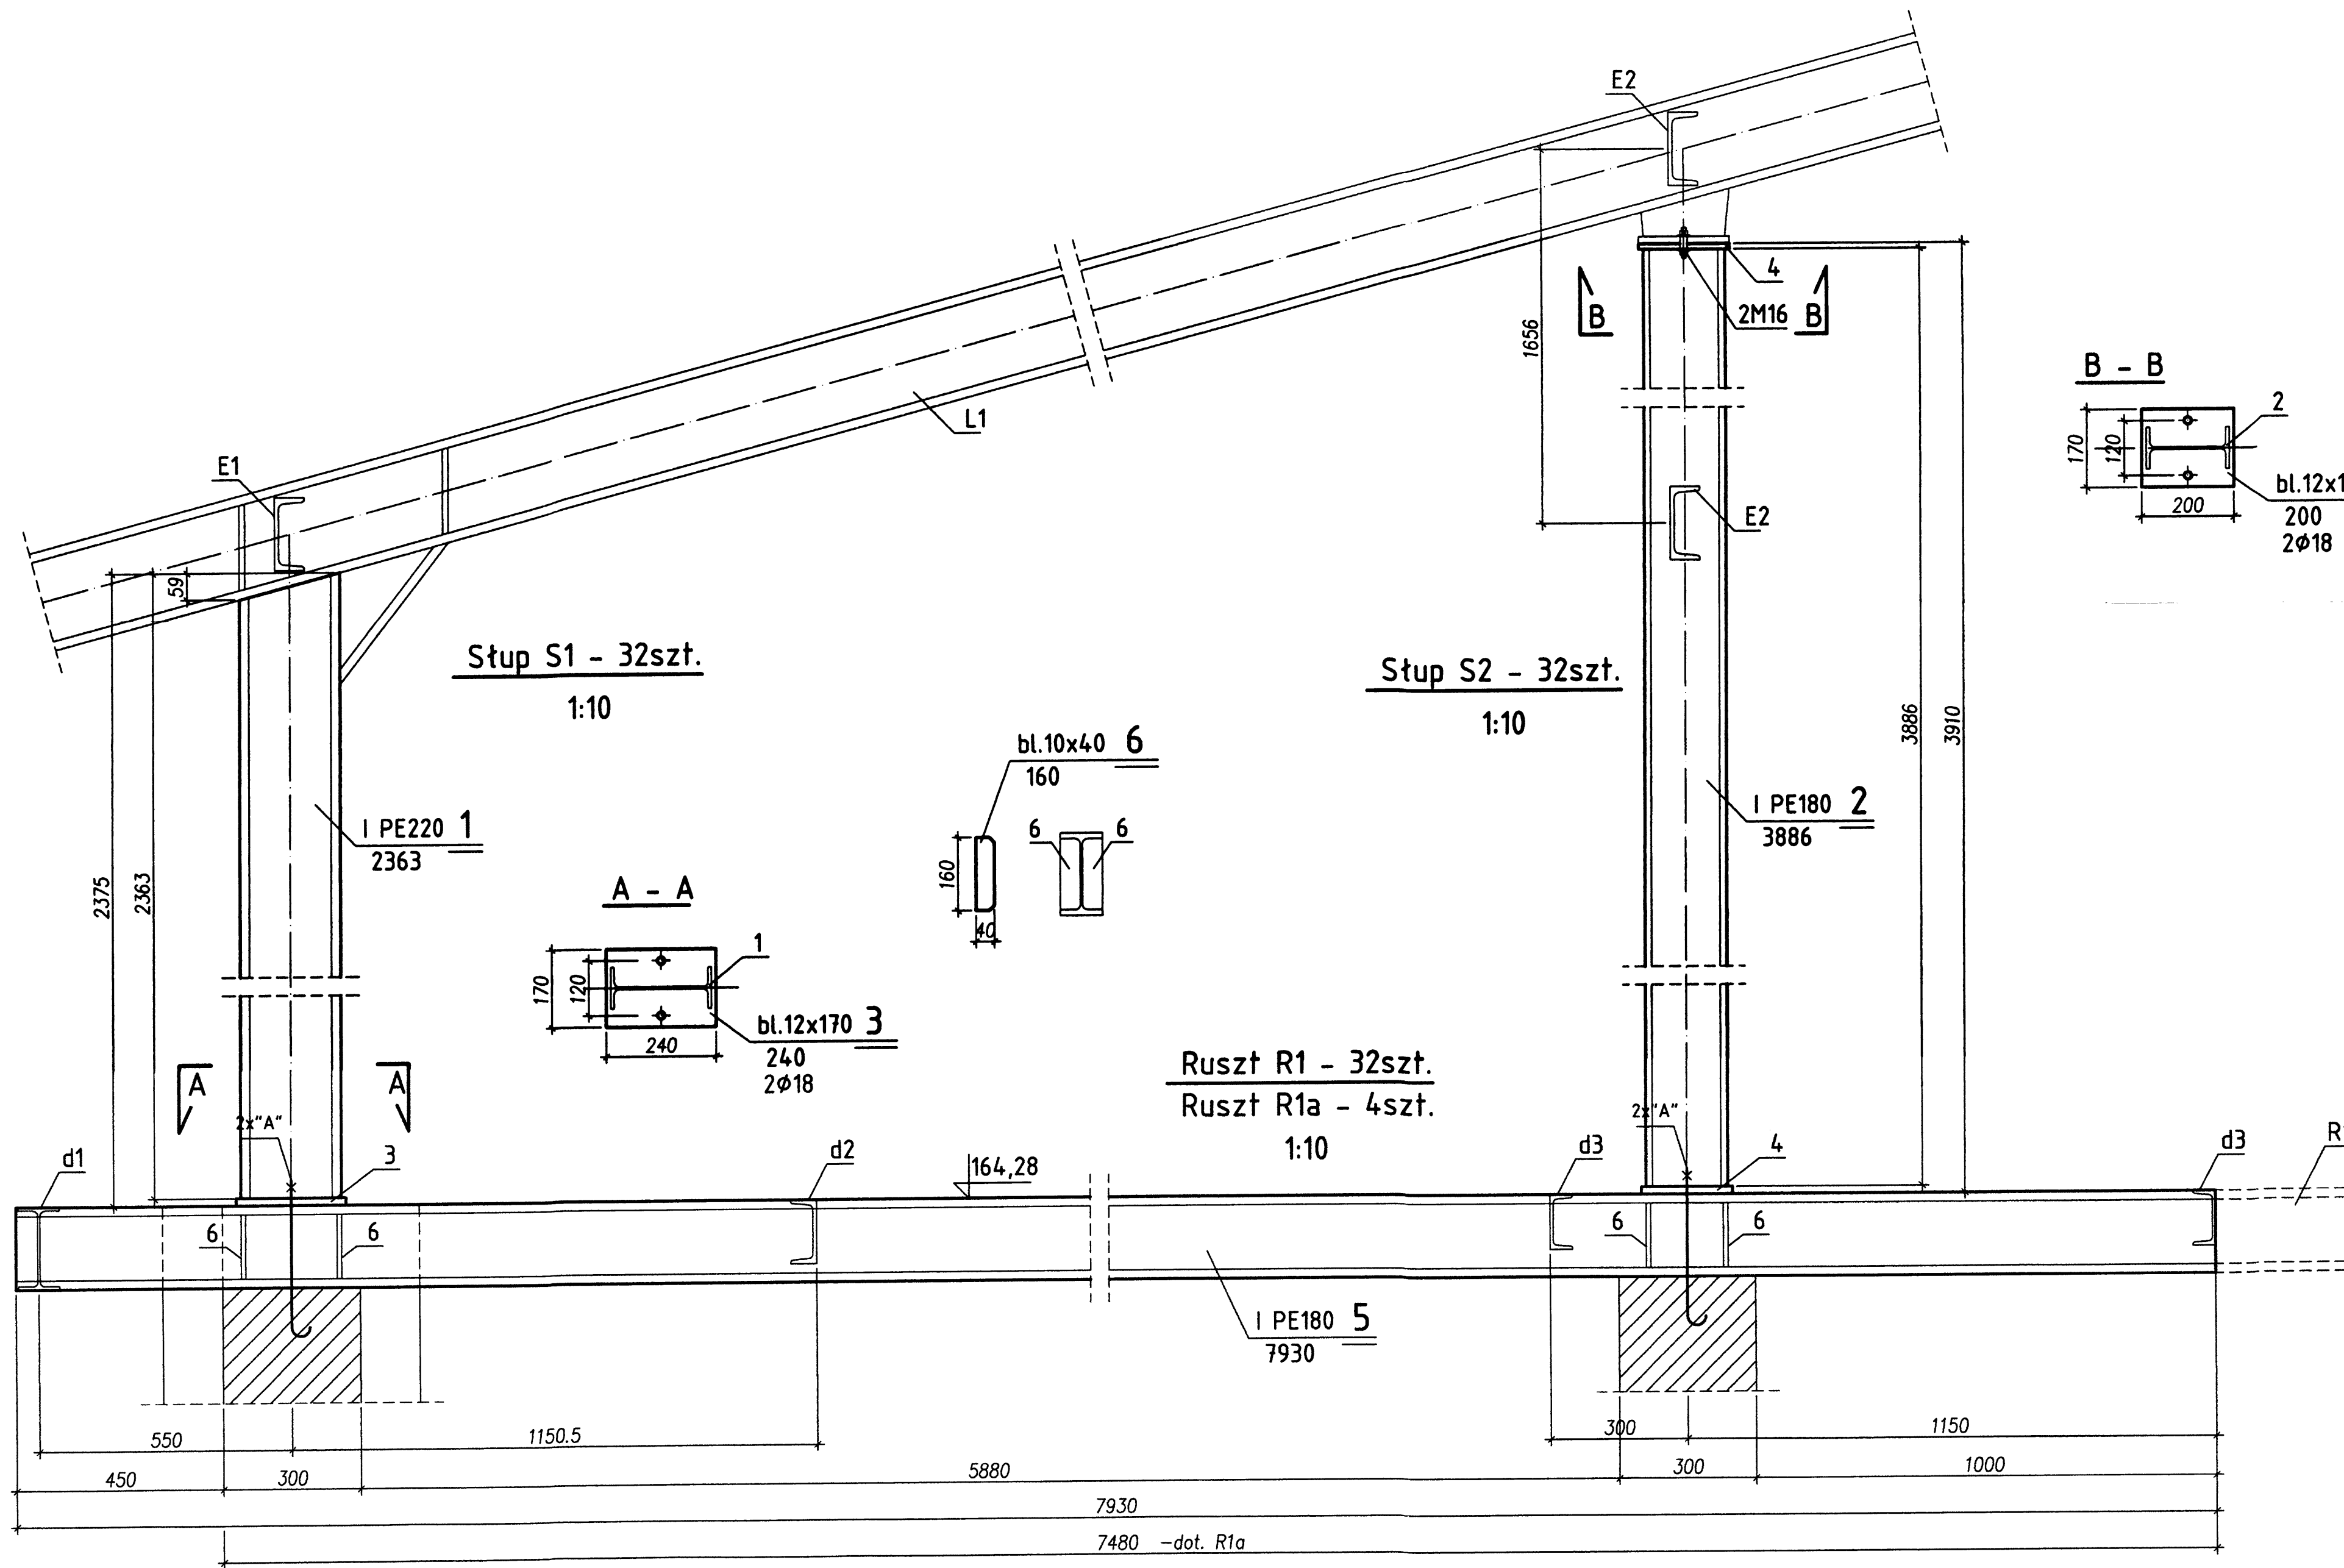 E2
E2
1656
4
B
B
2M16
B - B
2
170
120
200
200
2ϕ18
L1
E1
59
Słup S1 - 32szt.
1:10
Słup S2 - 32szt.
1:10
3886
3910
bl.10x40 6
160
I PE220 1
2363
I PE180 2
3886
2375
2363
160
40
6
6
A - A
1
170
120
240
bl.12x170 3
240
2ϕ18
A
A
Ruszt R1 - 32szt.
Ruszt R1a - 4szt.
1:10
2x"A"
2x"A"
d1
3
d2
164,28
d3
4
d3
6
6
6
6
I PE180 5
7930
550
1150.5
300
1150
450
300
5880
300
1000
7930
7480 -dot. R1a